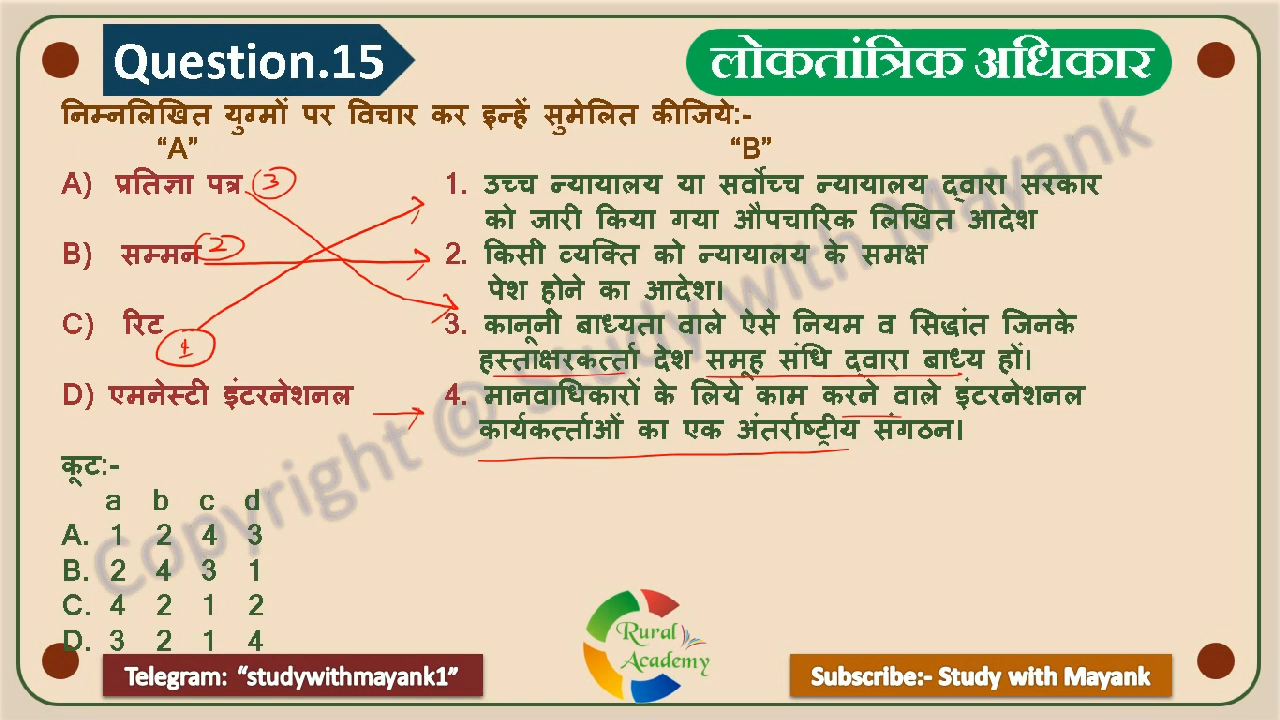 Question.15
लोकतांत्रिक अधिकार
निम्नलिखित युग्मों पर विचार कर इन्हें सुमेलित कीजिये:-
“A” “B”
A) प्रतिज्ञा पत्र 3 1. उच्च न्यायालय या सर्वोच्च न्यायालय द्वारा सरकार
को जारी किया गया औपचारिक लिखित आदेश
B) सम्मन 2 2. किसी व्यक्ति को न्यायालय के समक्ष
पेश होने का आदेश।
C) रिट 3. कानूनी बाध्यता वाले ऐसे नियम व सिद्धांत जिनके
1 हस्ताक्षरकर्त्ता देश समूह संधि द्वारा बाध्य हों।
D) एमनेस्टी इंटरनेशनल 4. मानवाधिकारों के लिये काम करने वाले इंटरनेशनल
कार्यकर्त्ताओं का एक अंतर्राष्ट्रीय संगठन।
कूट:-
a b c d
A. 1 2 4 3
B. 2 4 3 1
C. 4 2 1 2
D. 3 2 1 4
Copyright @ Study with Mayank
Rural
Academy
Telegram: “studywithmayank1”
Subscribe:- Study with Mayank